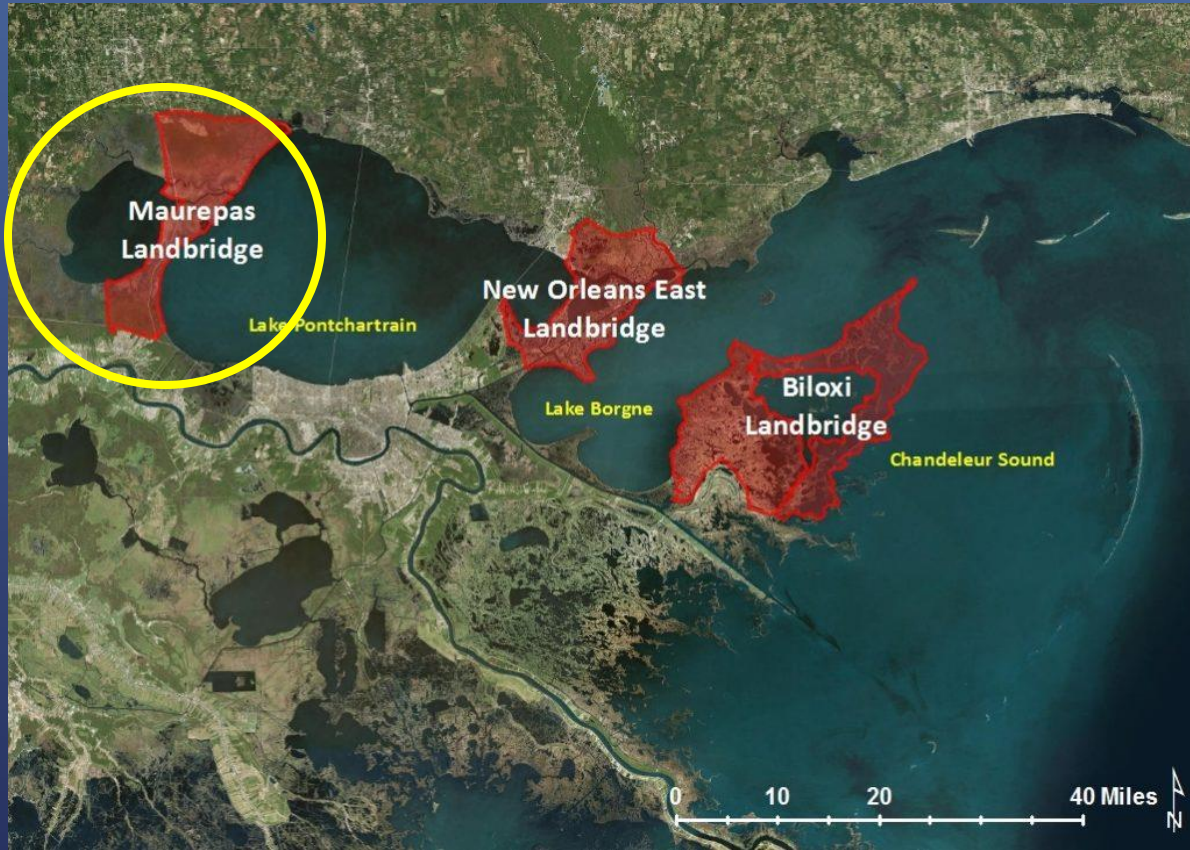 Maurepas
Landbridge
New Orleans East
Landbridge
Lake Pontchartrain
Biloxi
Landbridge
Lake Borgne
Chandeleur Sound
0 10 20 40 Miles
N